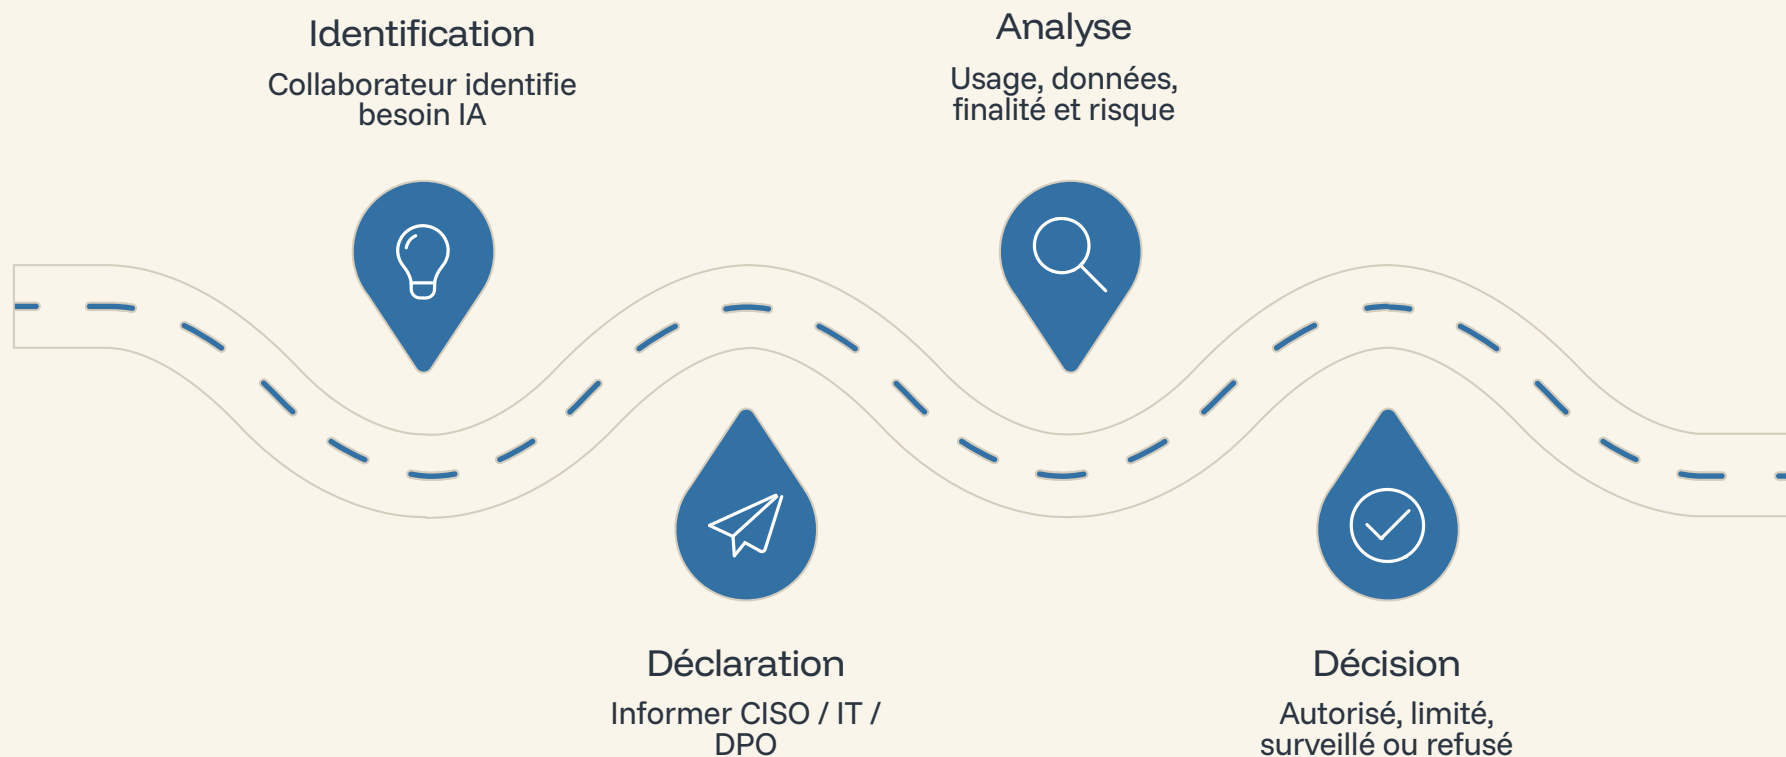 Identification
Collaborateur identifie
besoin IA
Déclaration
Informer CISO / IT /
DPO
Analyse
Usage, données,
finalité et risque
Décision
Autorisé, limité,
surveillé ou refusé